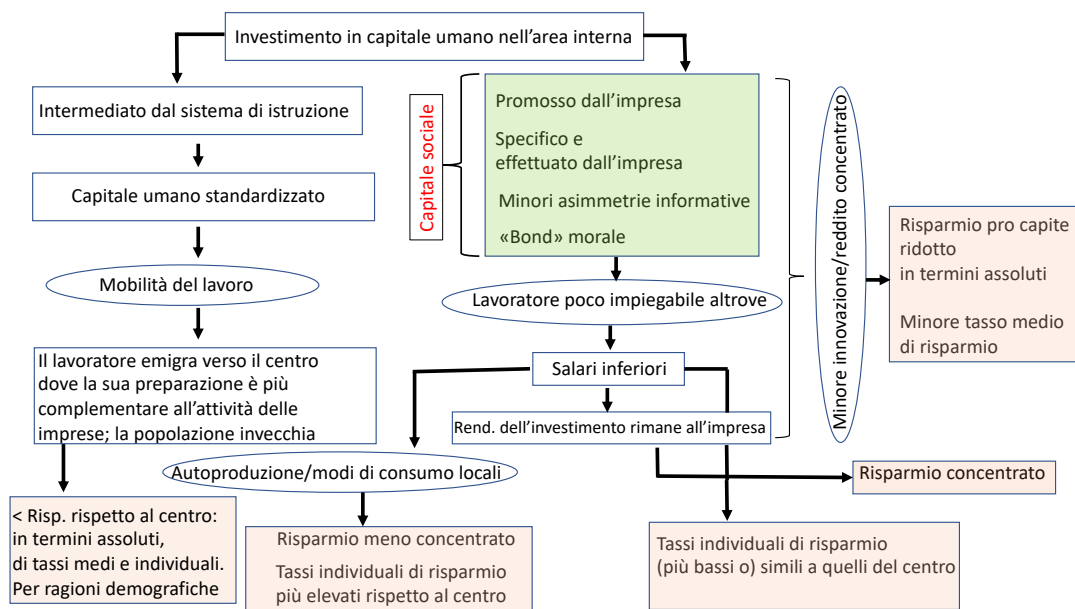 Investimento in capitale umano nell'area interna
Intermediato dal sistema di istruzione
Capitale umano standardizzato
Mobilità del lavoro
Il lavoratore emigra verso il centro
dove la sua preparazione è più
complementare all'attività delle
imprese; la popolazione invecchia
< Risp. rispetto al centro:
in termini assoluti,
di tassi medi e individuali.
Per ragioni demografiche
Capitale sociale
Promosso dall'impresa
Specifico e
effettuato dall'impresa
Minori asimmetrie informative
«Bond» morale
Lavoratore poco impiegabile altrove
Salari inferiori
Rend. dell'investimento rimane all'impresa
Autoproduzione/modi di consumo locali
Risparmio meno concentrato
Tassi individuali di risparmio
più elevati rispetto al centro
Tassi individuali di risparmio
(più bassi o) simili a quelli del centro
Risparmio concentrato
Minore innovazione/reddito concentrato
Risparmio pro capite
ridotto
in termini assoluti
Minore tasso medio
di risparmio